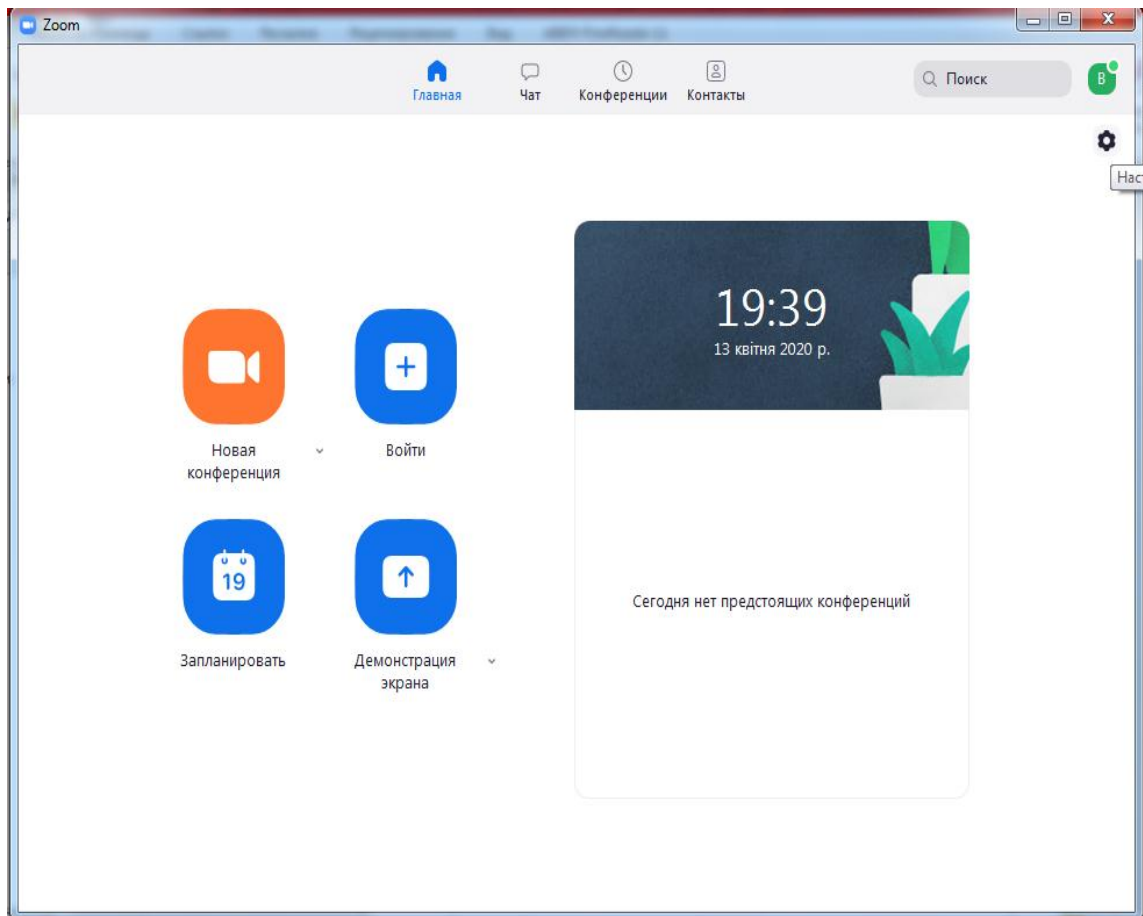 Zoom
Главная
Чат
Конференции
Контакты
Поиск
В
Нас
19:39
13 квітня 2020 р.
Новая
конференция
Войти
19
Запланировать
Демонстрация
экрана
Сегодня нет предстоящих конференций